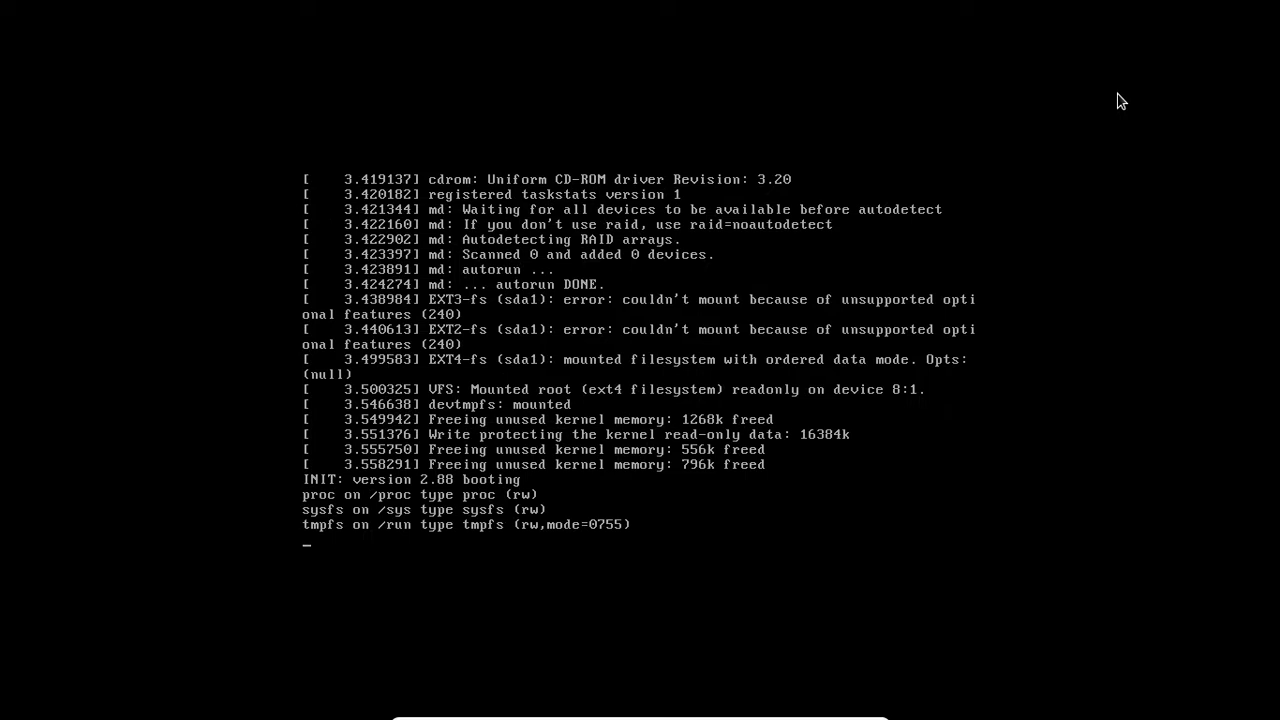 [    3.419137] cdrom: Uniform CD-ROM driver Revision: 3.20
[    3.420182] registered taskstats version 1
[    3.421344] md: Waiting for all devices to be available before autodetect
[    3.422160] md: If you don't use raid, use raid=noautodetect
[    3.422902] md: Autodetecting RAID arrays.
[    3.423397] md: Scanned 0 and added 0 devices.
[    3.423891] md: autorun ...
[    3.424274] md: ... autorun DONE.
[    3.438984] EXT3-fs (sda1): error: couldn't mount because of unsupported opti
onal features (240)
[    3.440613] EXT2-fs (sda1): error: couldn't mount because of unsupported opti
onal features (240)
[    3.499583] EXT4-fs (sda1): mounted filesystem with ordered data mode. Opts:
(null)
[    3.500325] VFS: Mounted root (ext4 filesystem) readonly on device 8:1.
[    3.546638] devtmpfs: mounted
[    3.549942] Freeing unused kernel memory: 1268k freed
[    3.551376] Write protecting the kernel read-only data: 16384k
[    3.555750] Freeing unused kernel memory: 556k freed
[    3.558291] Freeing unused kernel memory: 796k freed
INIT: version 2.88 booting
proc on /proc type proc (rw)
sysfs on /sys type sysfs (rw)
tmpfs on /run type tmpfs (rw,mode=0755)
_